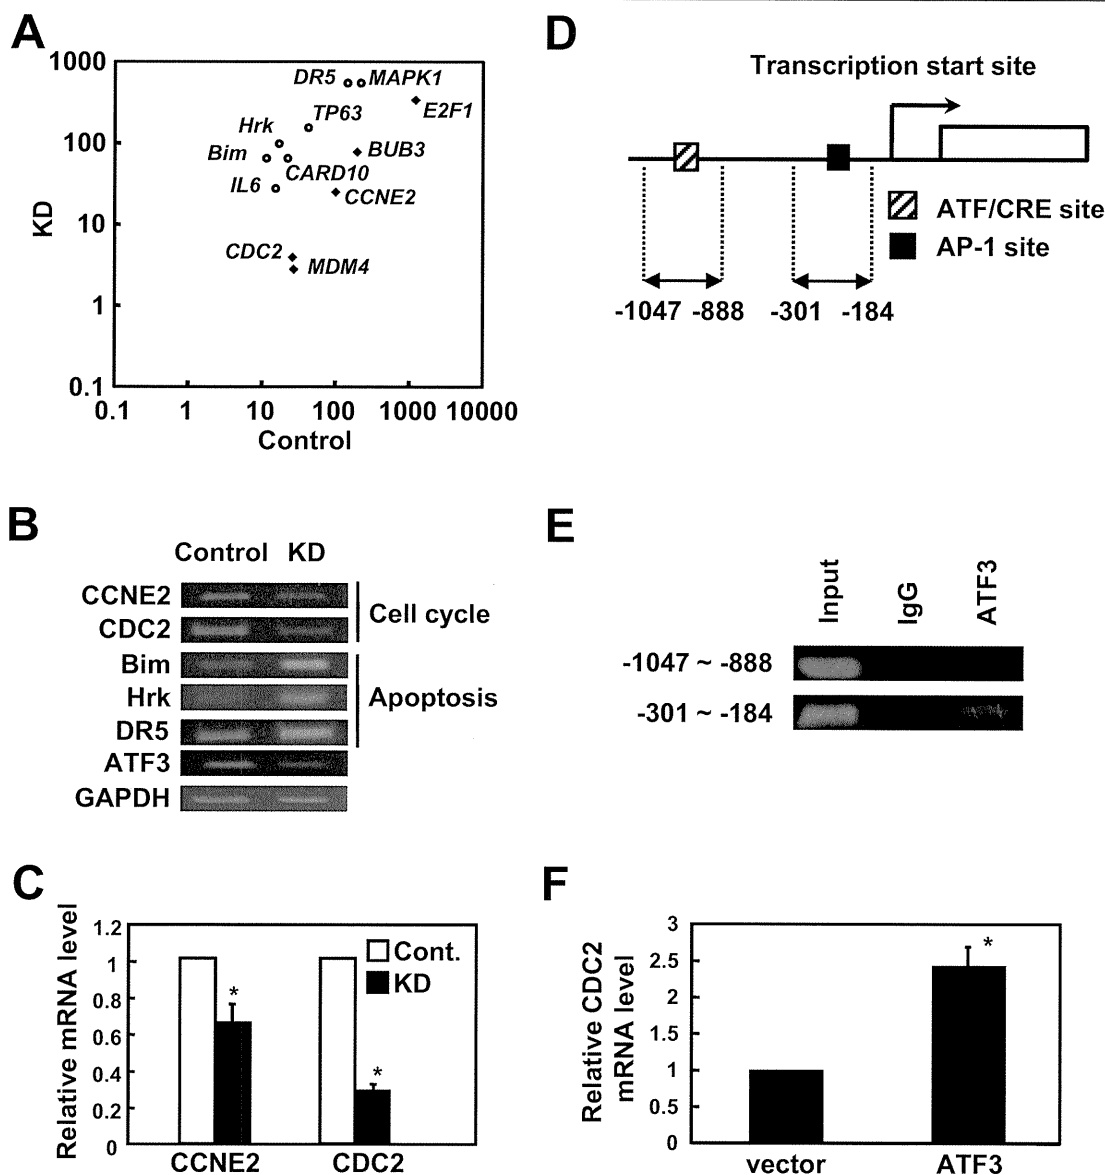 A
1000
100
10
1
0.1
KD
0.1 1 10 100 1000 10000
Control
DR5 MAPK1
E2F1
TP63
Hrk
BUB3
Bim
CARD10
IL6
CCNE2
CDC2
MDM4
B
Control KD
CCNE2
CDC2
Cell cycle
Bim
Hrk
DR5
Apoptosis
ATF3
GAPDH
C
Relative mRNA level
1.2
1
0.8
0.6
0.4
0.2
0
Cont.
KD
*
*
CCNE2 CDC2
D
Transcription start site
ATF/CRE site
AP-1 site
-1047 -888 -301 -184
E
Input IgG ATF3
-1047 ~ -888
-301 ~ -184
F
Relative CDC2
mRNA level
3
2.5
2
1.5
1
0.5
0
*
vector ATF3